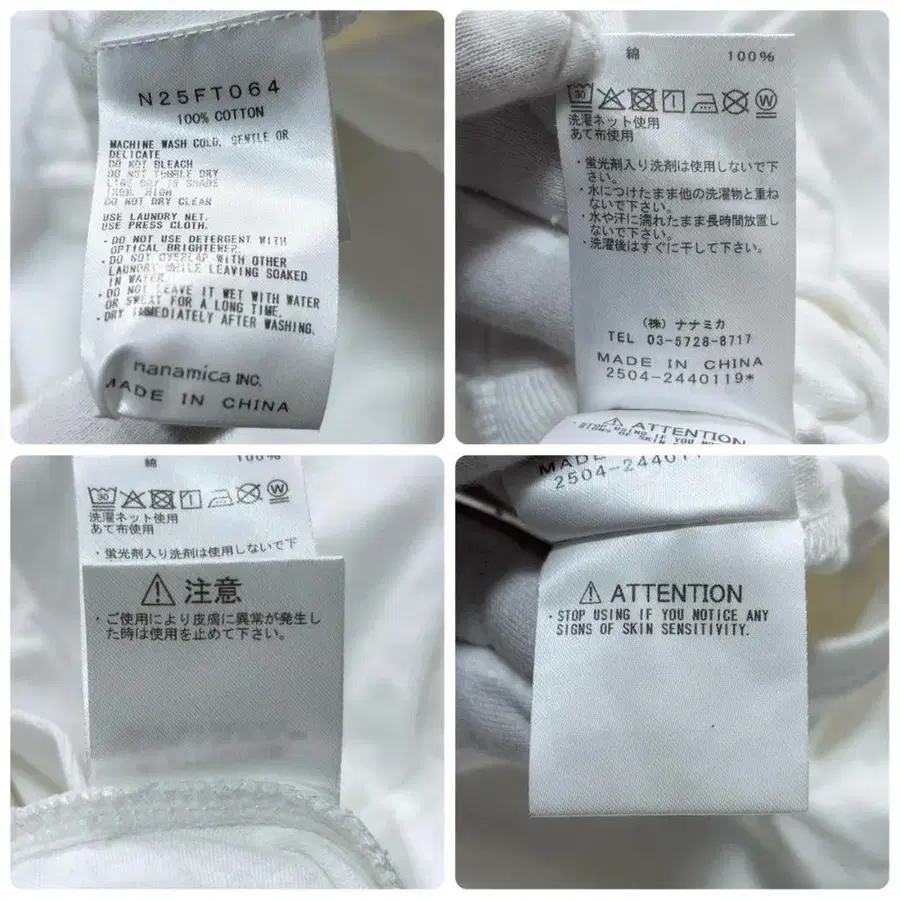 N25FT064
100% COTTON
MACHINE WASH COLD, GENTLE OR
DELICATE
DO NOT BLEACH
DO NOT TUMBLE DRY
LINE DRY IN SHADE
IRON, HIGH
DO NOT DRY CLEAN
USE LAUNDRY NET.
USE PRESS CLOTH.
・DO NOT USE DETERGENT WITH
OPTICAL BRIGHTENER.
・DO NOT OVERLAP WITH OTHER
LAUNDRY WHILE LEAVING SOAKED
IN WATER.
・DO NOT LEAVE IT WET WITH WATER
OR SWEAT FOR A LONG TIME.
・DRY IMMEDIATELY AFTER WASHING.
nanamica INC.
MADE IN CHINA
綿 100%
30 W
洗濯ネット使用
あて布使用
・蛍光剤入り洗剤は使用しないで下
さい。
・水につけたまま他の洗濯物と重ね
ないで下さい。
・水や汗に濡れたまま長時間放置し
ないで下さい。
・洗濯後はすぐに干して下さい。
(株) ナナミカ
TEL 03-5728-8717
MADE IN CHINA
2504-2440119*
ATTENTION
綿 100%
30 W
洗濯ネット使用
あて布使用
・蛍光剤入り洗剤は使用しないで下
注意
・ご使用により皮膚に異常が発生し
た時は使用を止めて下さい。
MADE IN CHINA
2504-2440119*
ATTENTION
・STOP USING IF YOU NOTICE ANY
SIGNS OF SKIN SENSITIVITY.